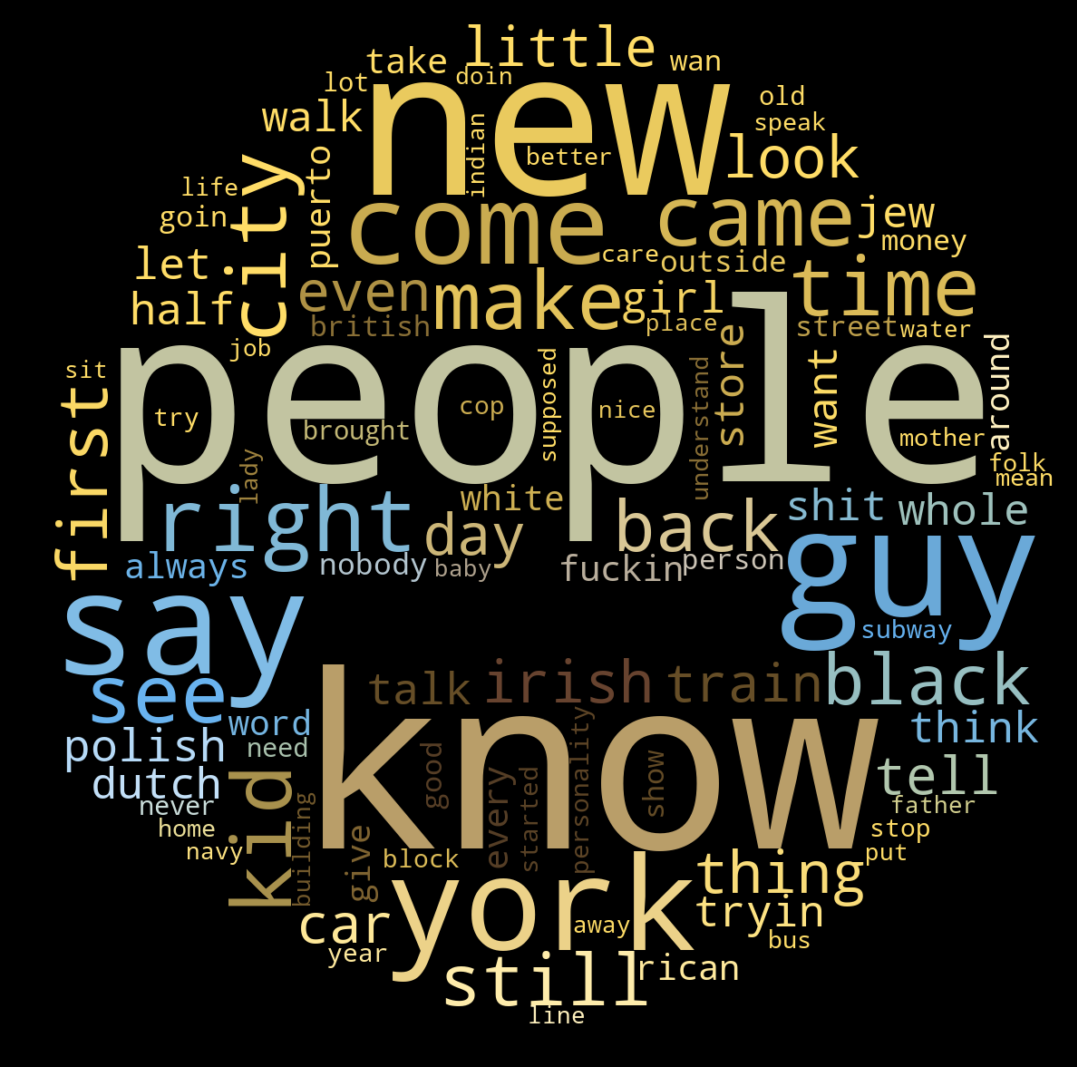 little
take
wan
lot
doin
new
old
walk
speak
indian
better
look
puerto
city
life
goin
come
came
jew
money
let
care
outside
time
half
even
make
girl
british
place
street
water
job
people
sit
supposed
store
want
around
understand
first
try
cop
nice
brought
mother
lady
folk
mean
white
right
day
back
shit
whole
always
nobody
baby
fuckin
person
guy
say
subway
see
talk
irish
train
black
word
know
think
polish
need
dutch
good
every
started
personality
show
tell
never
kid
building
father
home
stop
navy
give
block
put
thing
york
car
tryin
away
bus
year
still
rican
line